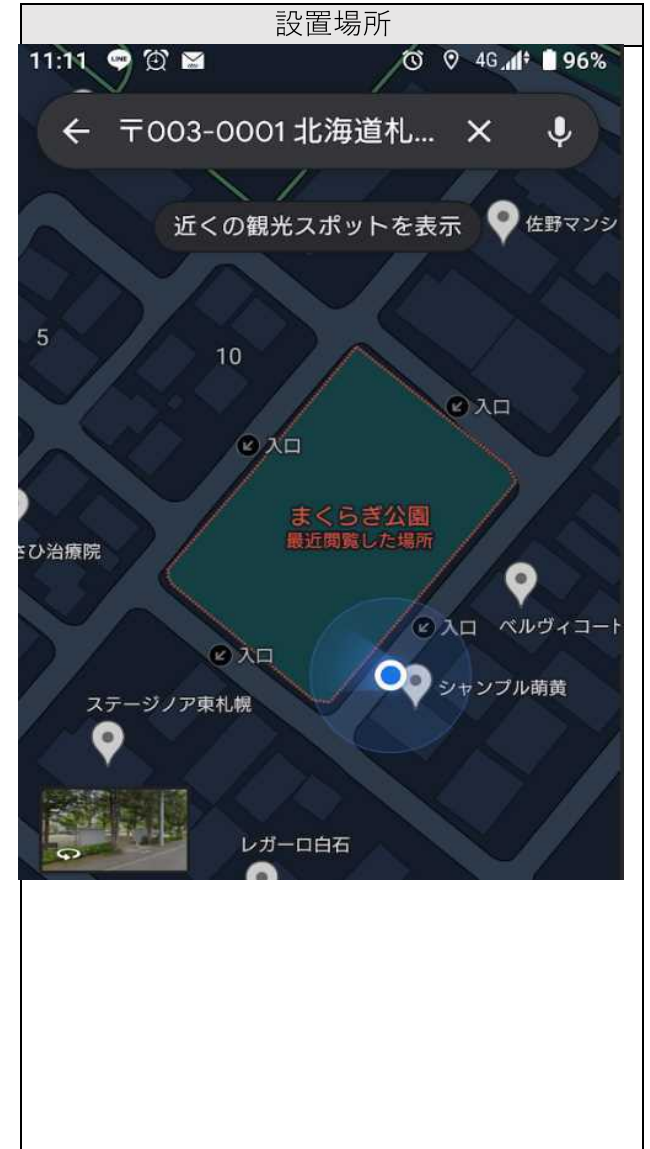 設置場所
11:11 LINE 4G 96%
〒003-0001 北海道札...
近くの観光スポットを表示
佐野マンシ
5
10
入口
入口
まくらぎ公園
最近閲覧した場所
さひ治療院
入口
ベルヴィコート
入口
シャンブル萌黄
ステージノア東札幌
レガーロ白石